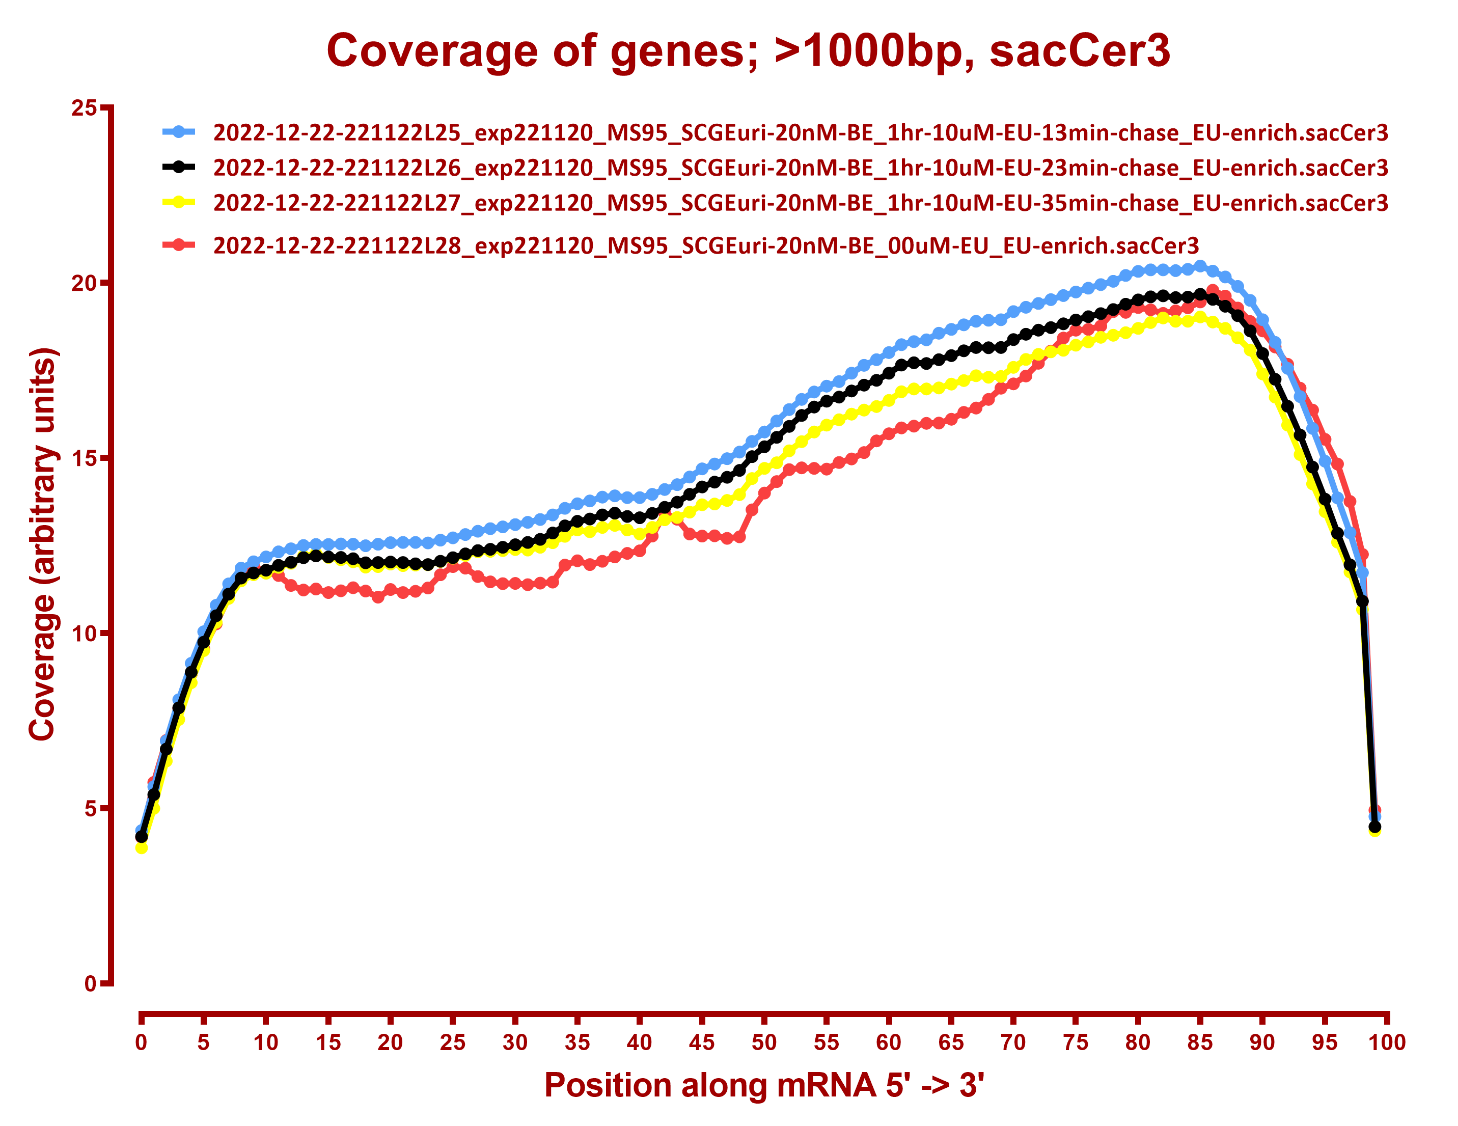 Coverage of genes; >1000bp, sacCer3
25
2022-12-22-221122L25_exp221120_MS95_SCGEuri-20nM-BE_1hr-10uM-EU-13min-chase_EU-enrich.sacCer3
2022-12-22-221122L26_exp221120_MS95_SCGEuri-20nM-BE_1hr-10uM-EU-23min-chase_EU-enrich.sacCer3
2022-12-22-221122L27_exp221120_MS95_SCGEuri-20nM-BE_1hr-10uM-EU-35min-chase_EU-enrich.sacCer3
2022-12-22-221122L28_exp221120_MS95_SCGEuri-20nM-BE_00uM-EU_EU-enrich.sacCer3
20
15
10
5
0
Coverage (arbitrary units)
0 5 10 15 20 25 30 35 40 45 50 55 60 65 70 75 80 85 90 95 100
Position along mRNA 5' -> 3'